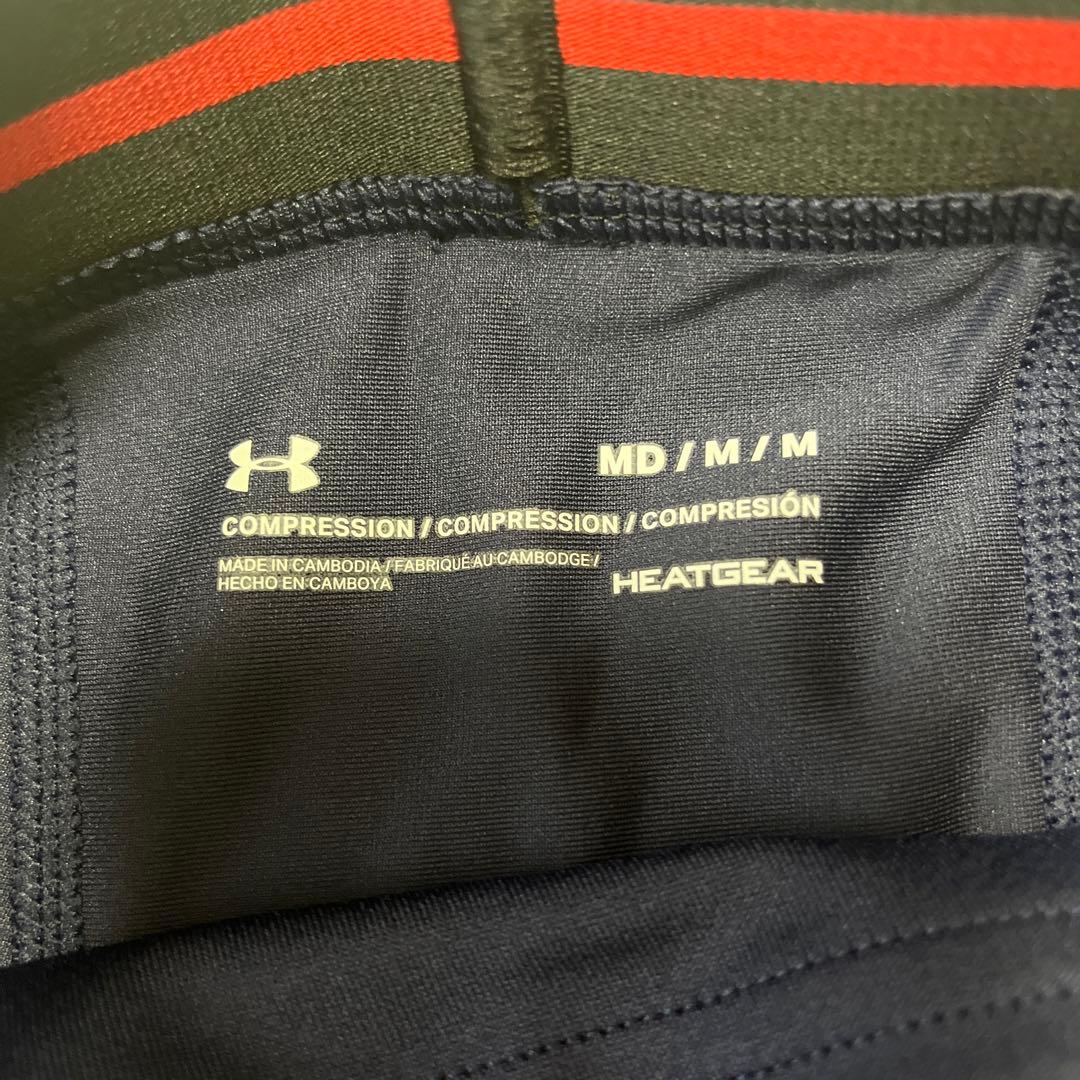 MD / M / M
COMPRESSION / COMPRESSION / COMPRESIÓN
MADE IN CAMBODIA / FABRIQUÉ AU CAMBODGE /
HECHO EN CAMBOYA
HEATGEAR